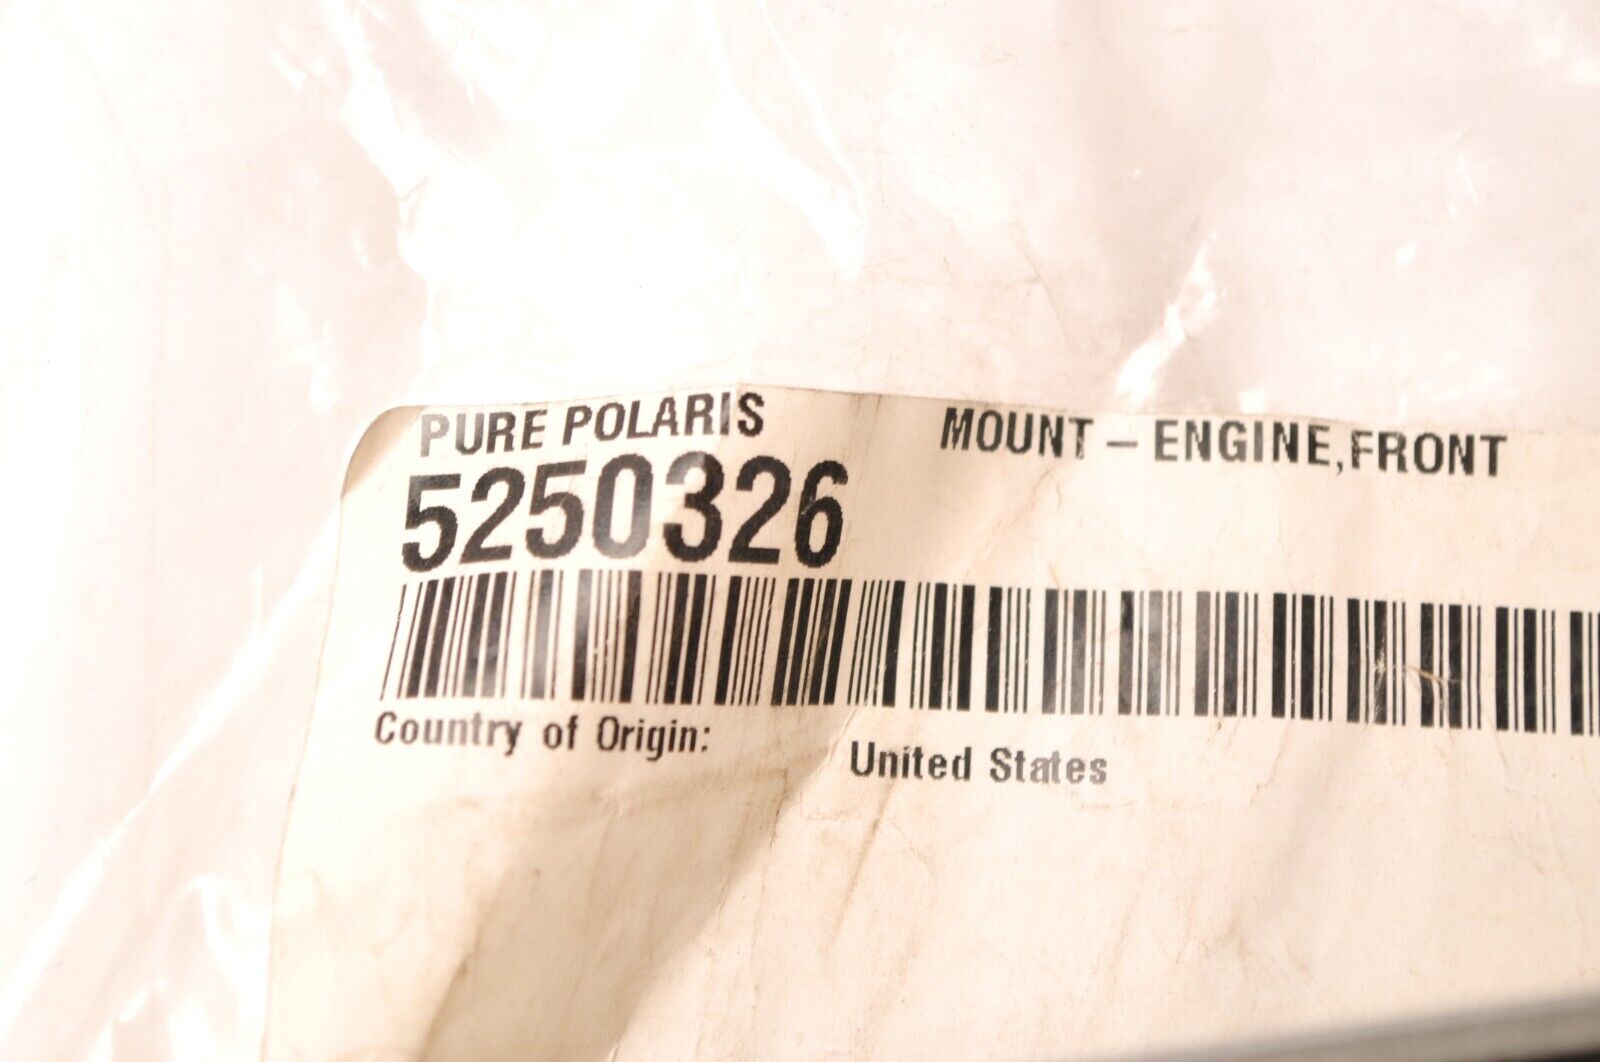 PURE POLARIS
MOUNT – ENGINE,FRONT
5250326
Country of Origin:
United States